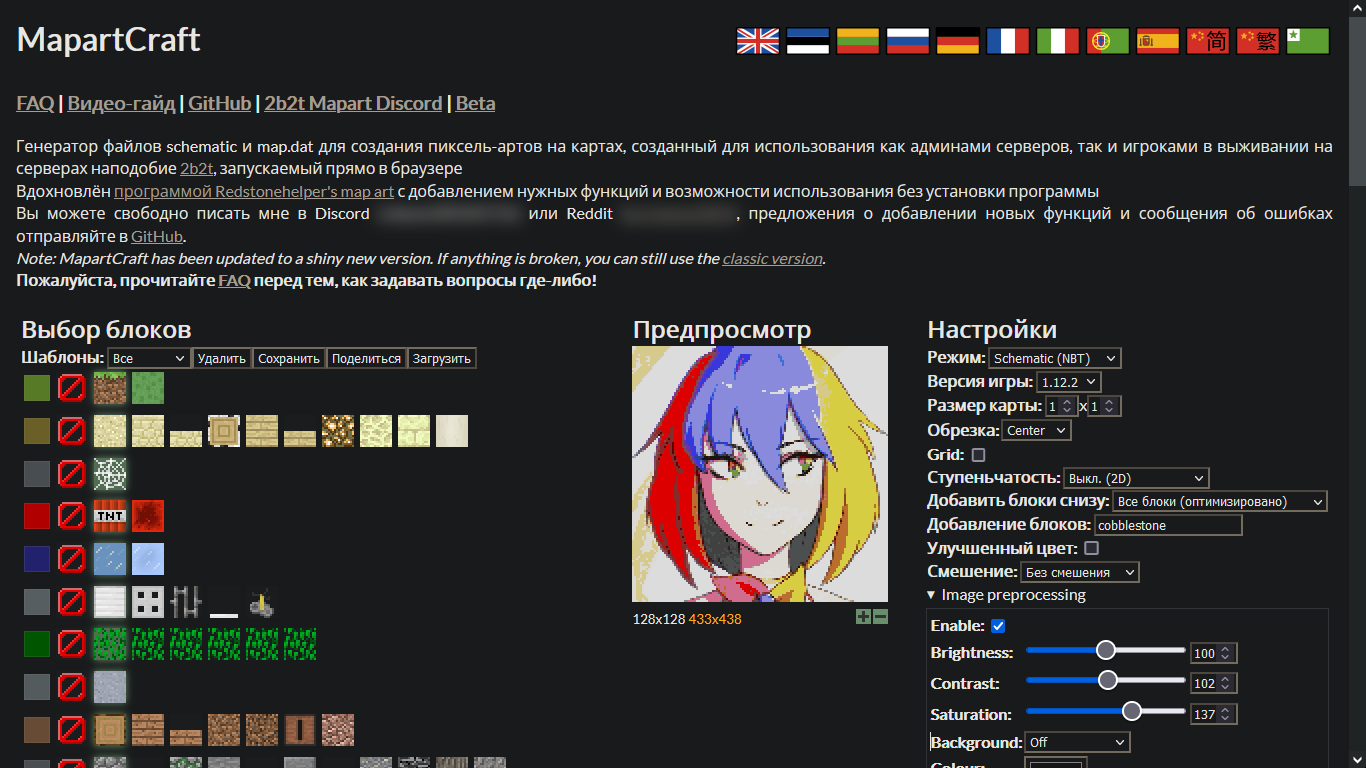 MapartCraft
简
繁
FAQ | Видео-гайд | GitHub | 2b2t Mapart Discord | Beta
Генератор файлов schematic и map.dat для создания пиксель-артов на картах, созданный для использования как админами серверов, так и игроками в выживании на
серверах наподобие 2b2t, запускаемый прямо в браузере
Вдохновлён программой Redstonehelper's map art с добавлением нужных функций и возможности использования без установки программы
Вы можете свободно писать мне в Discord или Reddit , предложения о добавлении новых функций и сообщения об ошибках
отправляйте в GitHub.
Note: MapartCraft has been updated to a shiny new version. If anything is broken, you can still use the classic version.
Пожалуйста, прочитайте FAQ перед тем, как задавать вопросы где-либо!
Выбор блоков
Шаблоны: Все Удалить Сохранить Поделиться Загрузить
TNT
Предпросмотр
128x128 433x438
Настройки
Режим: Schematic (NBT)
Версия игры: 1.12.2
Размер карты: 1 x 1
Обрезка: Center
Grid:
Ступеньчатость: Выкл. (2D)
Добавить блоки снизу: Все блоки (оптимизировано)
Добавление блоков: cobblestone
Улучшенный цвет:
Смешение: Без смешения
▼ Image preprocessing
Enable:
Brightness: 100
Contrast: 102
Saturation: 137
Background: Off